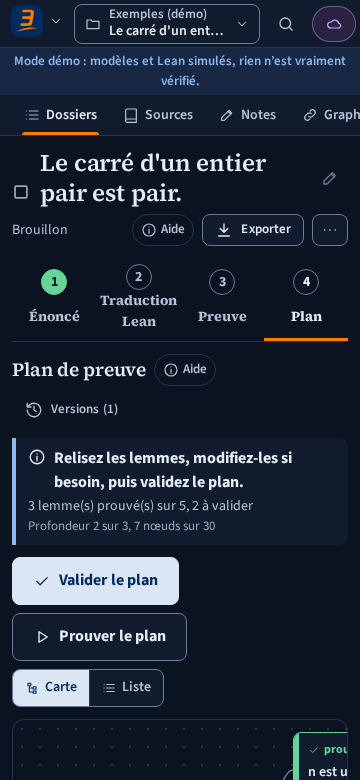 Exemples (démo)
Le carré d'un ent…
Mode démo : modèles et Lean simulés, rien n’est vraiment
vérifié.
Dossiers
Sources
Notes
Graph
Le carré d'un entier
pair est pair.
Brouillon
Aide
Exporter
...
1
2
3
4
Énoncé
Traduction
Lean
Preuve
Plan
Plan de preuve
Aide
Versions (1)
Relisez les lemmes, modifiez-les si
besoin, puis validez le plan.
3 lemme(s) prouvé(s) sur 5, 2 à valider
Profondeur 2 sur 3, 7 nœuds sur 30
Valider le plan
Prouver le plan
Carte
Liste
prou
n est u